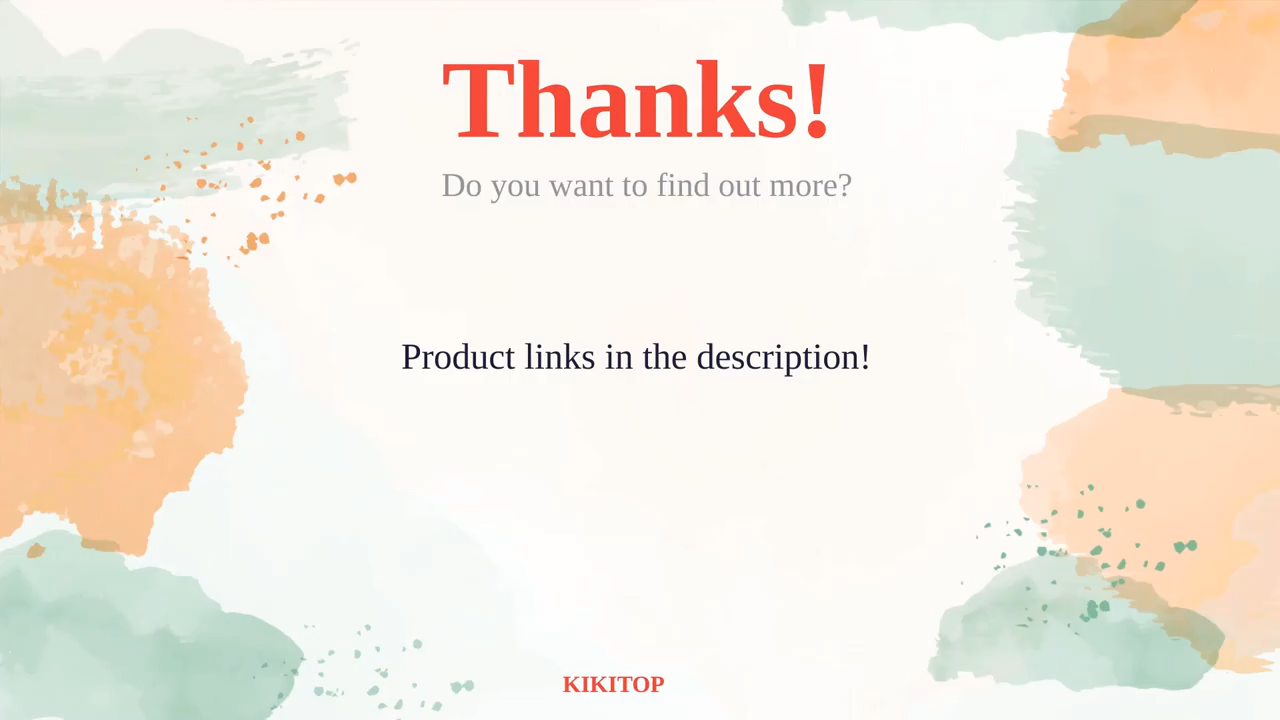 Thanks!
Do you want to find out more?
Product links in the description!
KIKITOP